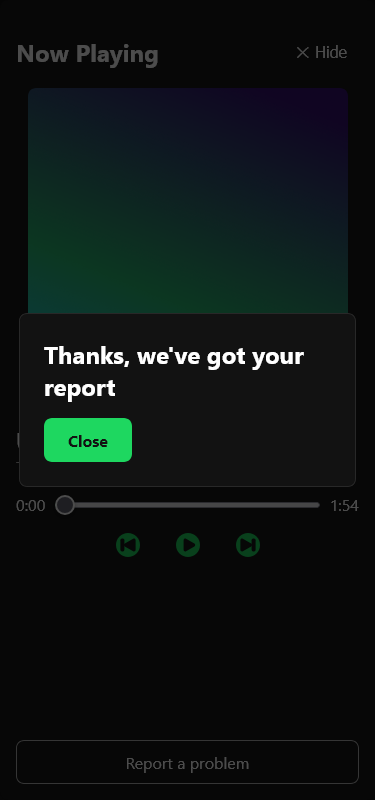 Now Playing
Hide
Thanks, we've got your
report
Close
0:00
1:54
Report a problem